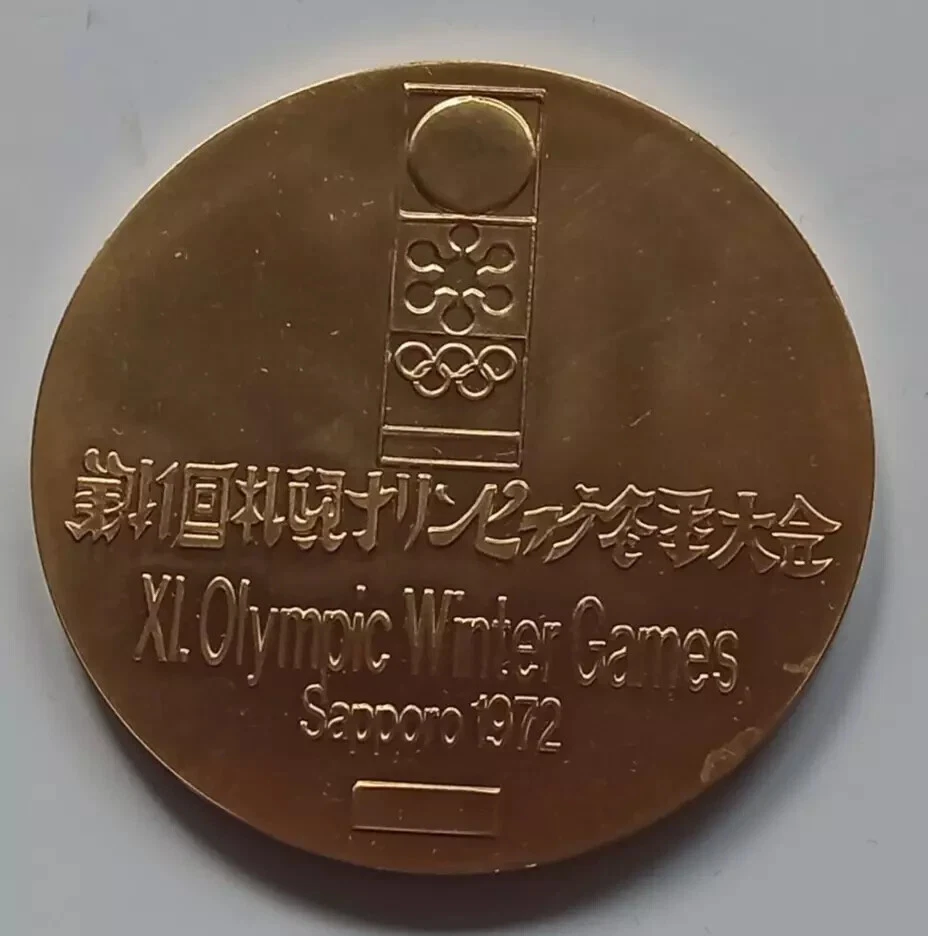 第11回札幌オリンピック冬季大会
XI. Olympic Winter Games
Sapporo 1972